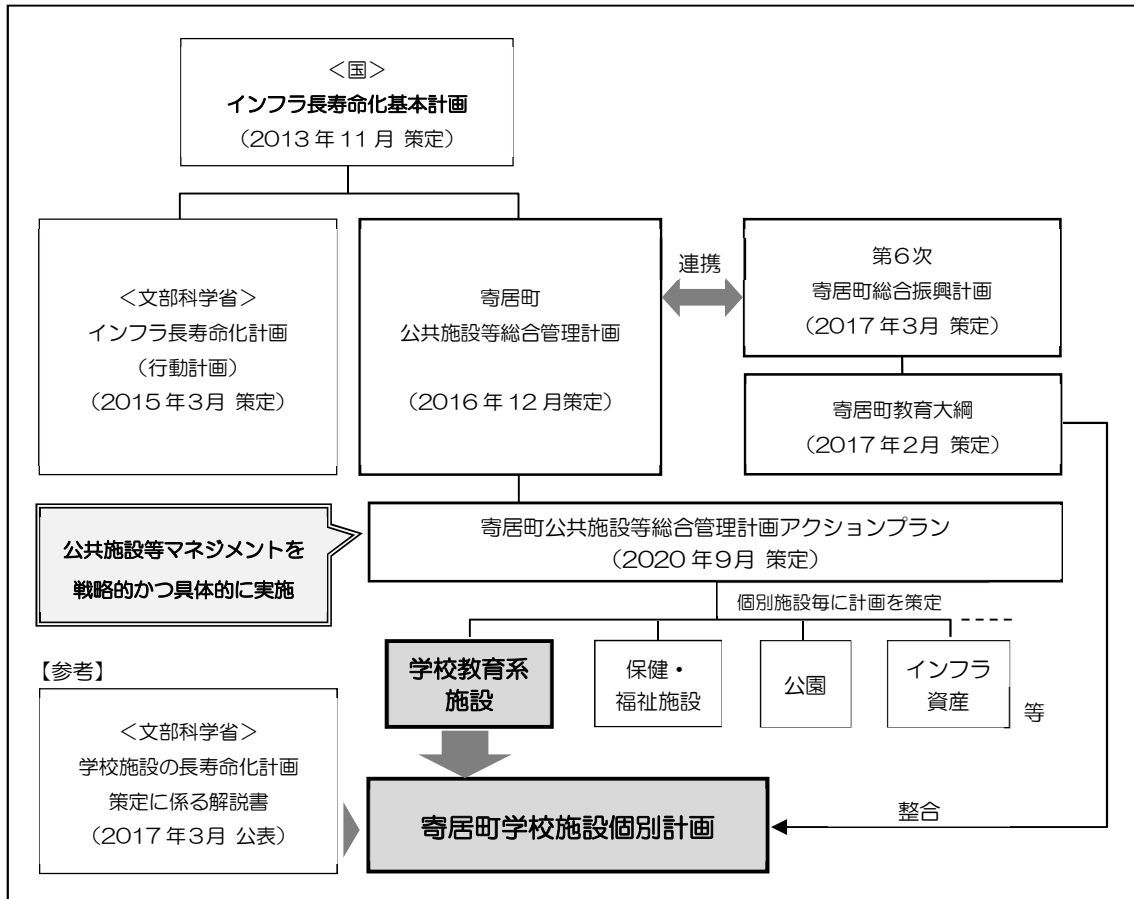 ＜国＞
インフラ長寿命化基本計画
（2013年11月 策定）
＜文部科学省＞
インフラ長寿命化計画
（行動計画）
（2015年3月 策定）
寄居町
公共施設等総合管理計画
（2016年12月策定）
連携
第６次
寄居町総合振興計画
（2017年3月 策定）
寄居町教育大綱
（2017年2月 策定）
公共施設等マネジメントを
戦略的かつ具体的に実施
寄居町公共施設等総合管理計画アクションプラン
（2020年9月 策定）
個別施設毎に計画を策定
学校教育系
施設
保健・
福祉施設
公園
インフラ
資産
等
【参考】
＜文部科学省＞
学校施設の長寿命化計画
策定に係る解説書
（2017年3月 公表）
寄居町学校施設個別計画
整合